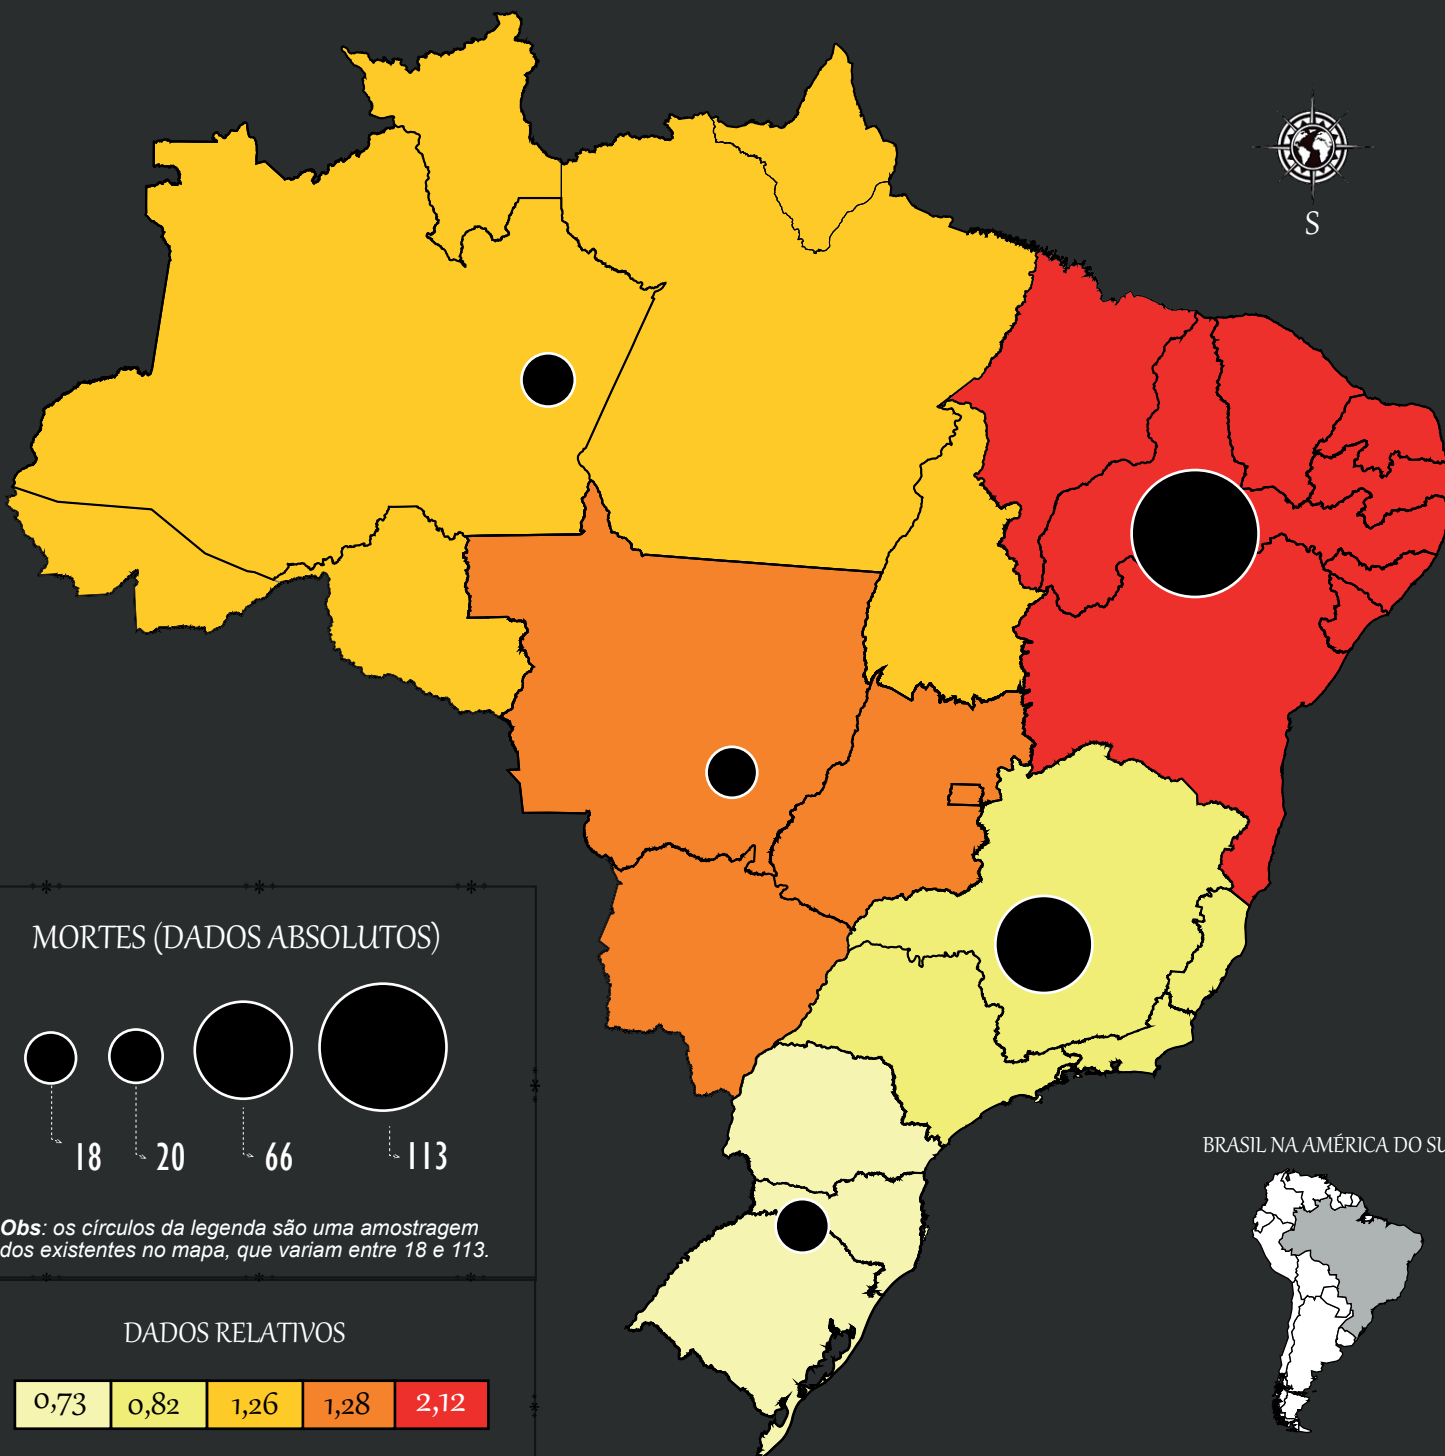 S
MORTES (DADOS ABSOLUTOS)
18
20
66
113
Obs: os círculos da legenda são uma amostragem
dos existentes no mapa, que variam entre 18 e 113.
BRASIL NA AMÉRICA DO SU
DADOS RELATIVOS
0,73
0,82
1,26
1,28
2,12